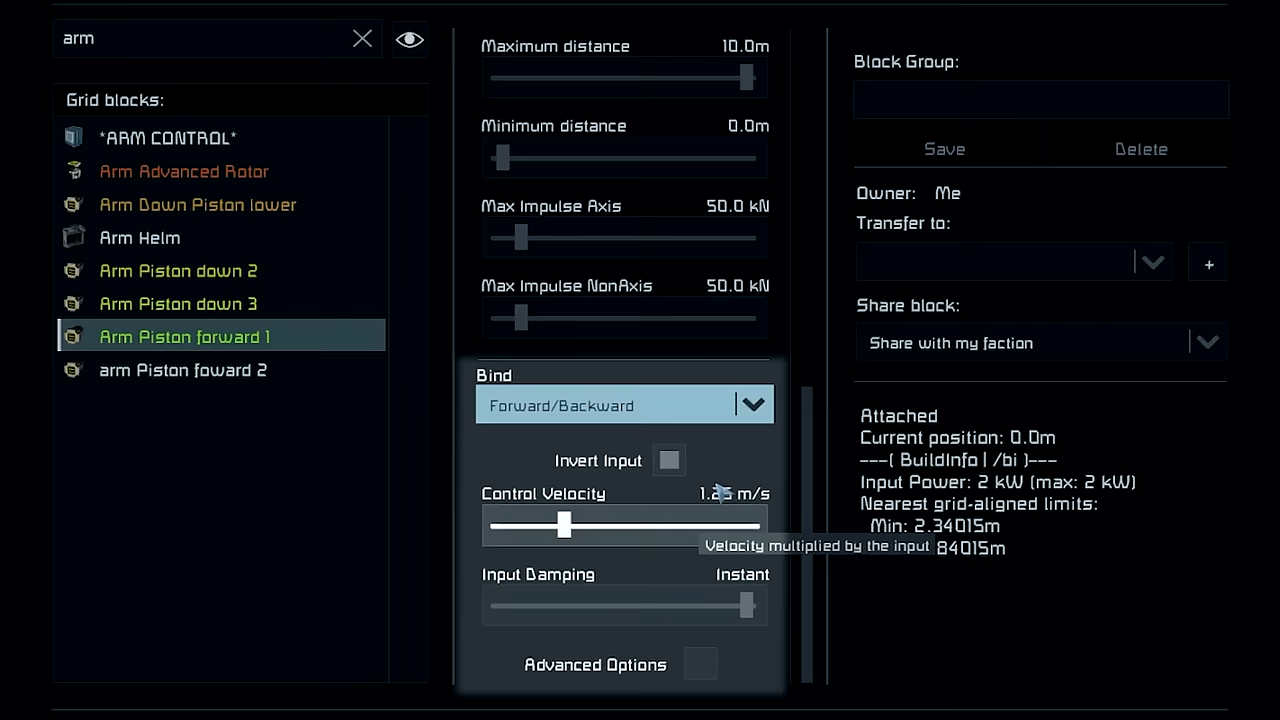 arm
Grid blocks:
*ARM CONTROL*
Arm Advanced Rotor
Arm Down Piston lower
Arm Helm
Arm Piston down 2
Arm Piston down 3
Arm Piston forward 1
arm Piston foward 2
Maximum distance 10.0m
Minimum distance 0.0m
Max Impulse Axis 50.0 kN
Max Impulse NonAxis 50.0 kN
Bind
Forward/Backward
Invert Input
Control Velocity m/s
Velocity multiplied by the input
Input Damping Instant
Advanced Options
Block Group:
Save Delete
Owner: Me
Transfer to:
+
Share block:
Share with my faction
Attached
Current position: 0.0m
---( BuildInfo | /bi )---
Input Power: 2 kW (max: 2 kW)
Nearest grid-aligned limits:
Min: 2.34015m
84015m